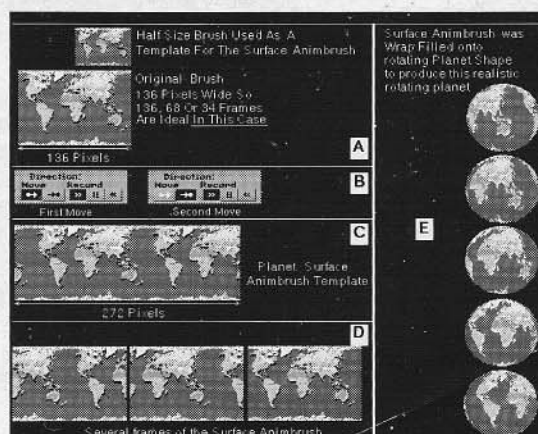 Half Size Brush Used As A
Template For The Surface Animbrush
Original Brush
136 Pixels Wide So
136, 68 Or 34 Frames
Are Ideal In This Case
136 Pixels
A
Direction:
Move Record
First Move
Direction:
Move Record
Second Move
B
C
Planet Surface
Animbrush Template
272 Pixels
D
Several frames of the Surface Animbrush
Surface Animbrush was
Wrap Filled onto
rotating Planet Shape
to produce this realistic
rotating planet
E